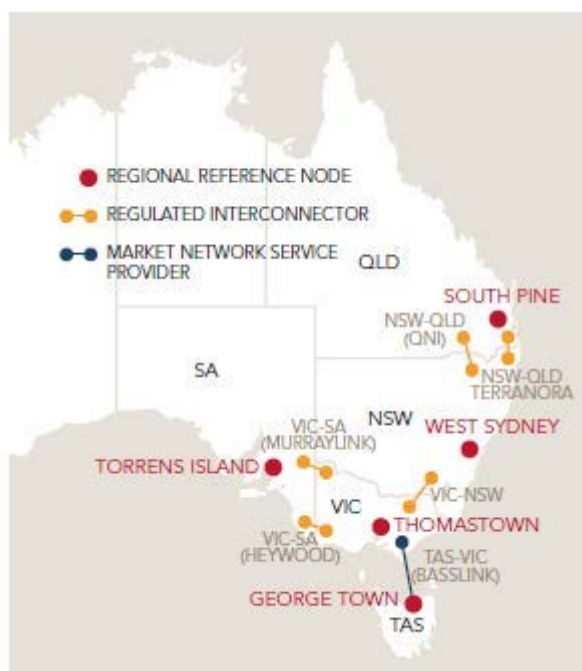 REGIONAL REFERENCE NODE
REGULATED INTERCONNECTOR
MARKET NETWORK SERVICE
PROVIDER
QLD
SOUTH PINE
NSW-QLD
(QNI)
NSW-QLD
TERRANORA
SA
NSW
WEST SYDNEY
VIC-SA
(MURRAYLINK)
TORRENS ISLAND
VIC-NSW
VIC
THOMASTOWN
VIC-SA
(HEYWOOD)
TAS-VIC
(BASSLINK)
GEORGE TOWN
TAS